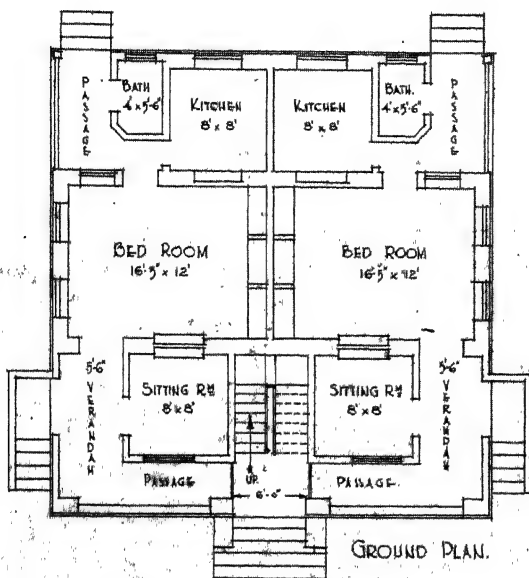 PASSAGE
BATH
4'x5'-6"
KITCHEN
8' x 8'
KITCHEN
8' x 8'
BATH.
4'x5'-6"
PASSAGE
BED ROOM
16'-5" x 12'
BED ROOM
16'-5" x 12'
5'-6"
VERANDAH
SITTING RM
8' x 8'
SITTING RM
8' x 8'
5'-6"
VERANDAH
PASSAGE
UP.
6'-0"
PASSAGE.
GROUND PLAN.